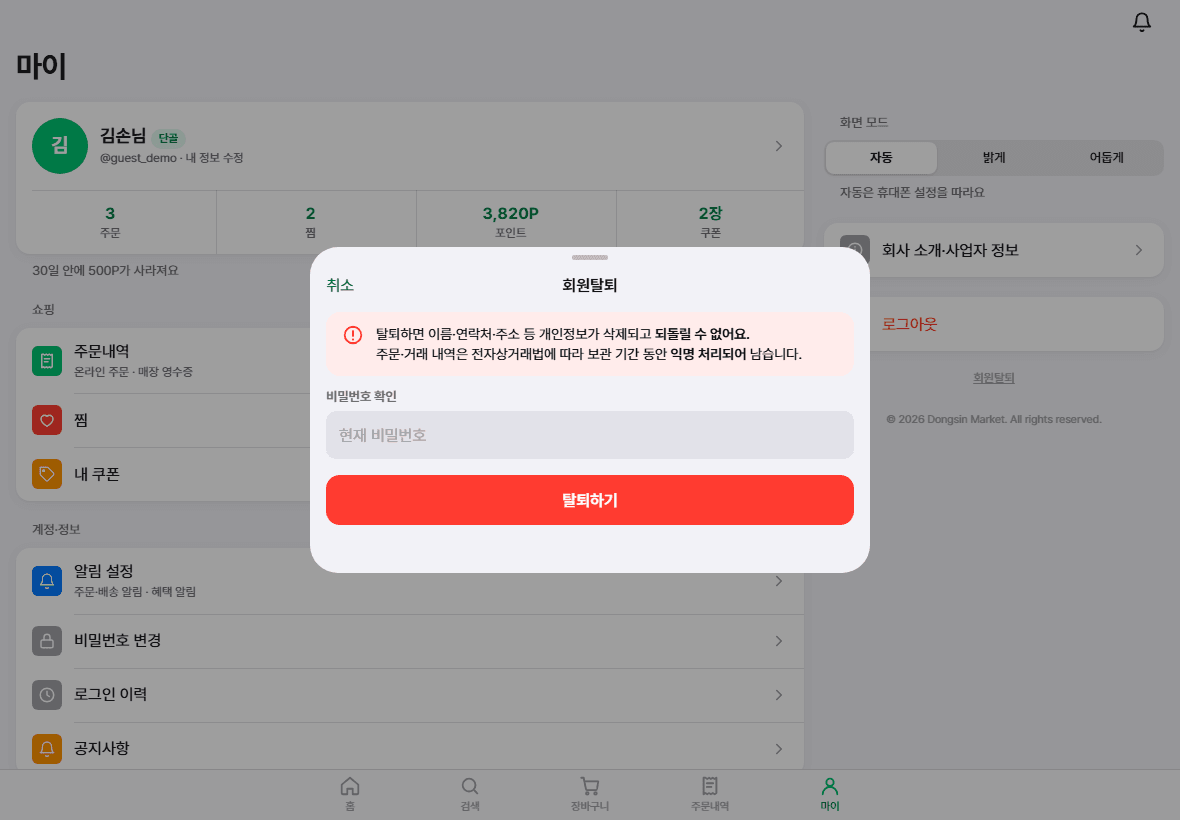 마이
김
김손님 단골
@guest_demo · 내 정보 수정
3
주문
2
찜
3,820P
포인트
2장
쿠폰
30일 안에 500P가 사라져요
쇼핑
주문내역
온라인 주문 · 매장 영수증
찜
내 쿠폰
계정·정보
알림 설정
주문·배송 알림 · 혜택 알림
비밀번호 변경
로그인 이력
공지사항
화면 모드
자동 밝게 어둡게
자동은 휴대폰 설정을 따라요
회사 소개·사업자 정보
로그아웃
회원탈퇴
© 2026 Dongsin Market. All rights reserved.
취소 회원탈퇴
탈퇴하면 이름·연락처·주소 등 개인정보가 삭제되고 되돌릴 수 없어요.
주문·거래 내역은 전자상거래법에 따라 보관 기간 동안 익명 처리되어 남습니다.
비밀번호 확인
현재 비밀번호
탈퇴하기
홈 검색 장바구니 주문내역 마이